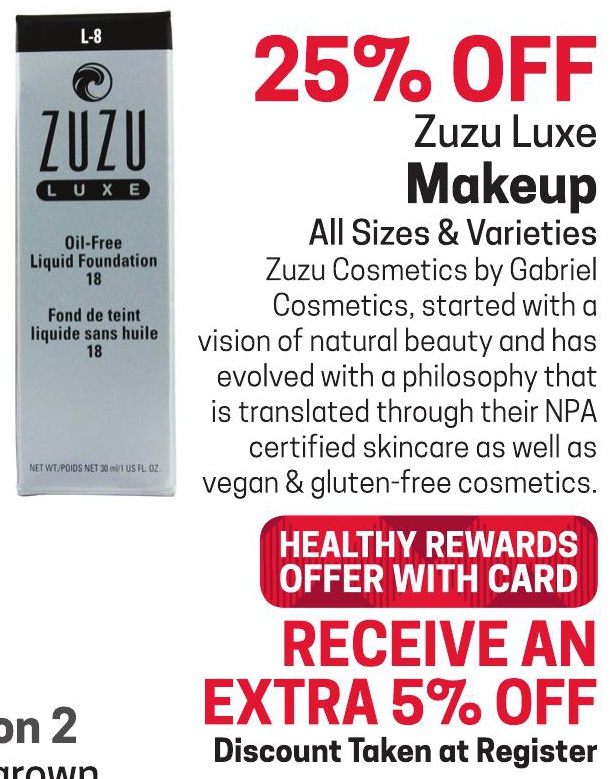 L-8
ZUZU
LUXE
Oil-Free
Liquid Foundation
18
Fond de teint
liquide sans huile
18
NET WT./POIDS NET 30 ml/1 US FL. OZ.
25% OFF
Zuzu Luxe
Makeup
All Sizes & Varieties
Zuzu Cosmetics by Gabriel
Cosmetics, started with a
vision of natural beauty and has
evolved with a philosophy that
is translated through their NPA
certified skincare as well as
vegan & gluten-free cosmetics.
HEALTHY REWARDS
OFFER WITH CARD
RECEIVE AN
EXTRA 5% OFF
Discount Taken at Register
on 2